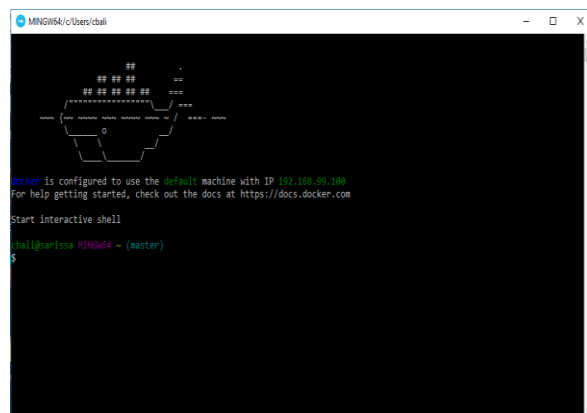 MINGW64:/c/Users/cbali
docker is configured to use the default machine with IP 192.168.99.100
For help getting started, check out the docs at https://docs.docker.com
Start interactive shell
cbali@sarissa MINGW64 ~ (master)
$